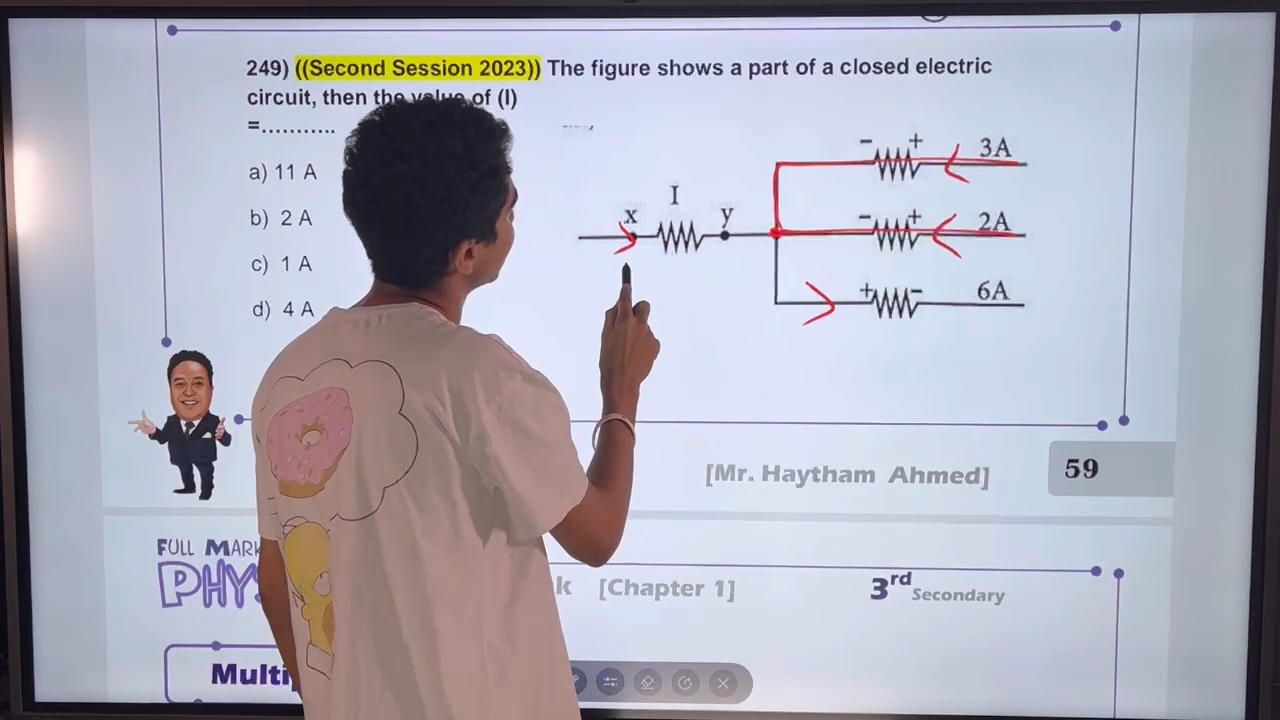 249) ((Second Session 2023)) The figure shows a part of a closed electric
circuit, then the value of (I)
=...........
a) 11 A
b) 2 A
c) 1 A
d) 4 A
- + 3A
I
x y
- + 2A
+ - 6A
[Mr. Haytham Ahmed]
59
FULL MARK
PHY
[Chapter 1]
3rd Secondary
Multi